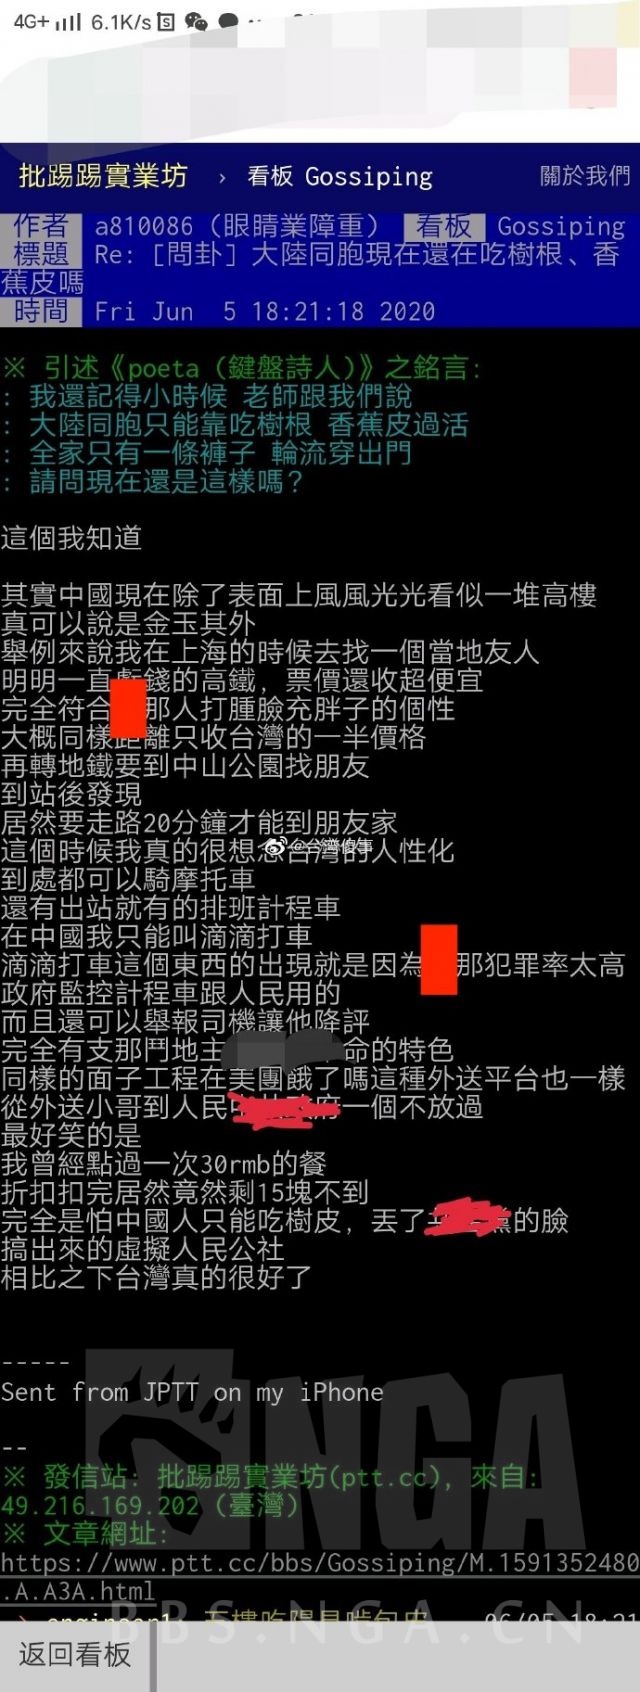 4G+ 6.1K/s
批踢踢實業坊 › 看板 Gossiping 關於我們
作者 a810086 (眼睛業障重) 看板 Gossiping
標題 Re: [問卦] 大陸同胞現在還在吃樹根、香
蕉皮嗎
時間 Fri Jun 5 18:21:18 2020
※ 引述《poeta (鍵盤詩人)》之銘言:
: 我還記得小時候 老師跟我們說
: 大陸同胞只能靠吃樹根 香蕉皮過活
: 全家只有一條褲子 輪流穿出門
: 請問現在還是這樣嗎?
這個我知道
其實中國現在除了表面上風風光光看似一堆高樓
真可以說是金玉其外
舉例來說我在上海的時候去找一個當地友人
明明一直虧錢的高鐵, 票價還收超便宜
完全符合 那人打腫臉充胖子的個性
大概同樣距離只收台灣的一半價格
再轉地鐵要到中山公園找朋友
到站後發現
居然要走路20分鐘才能到朋友家
這個時候我真的很想念台灣的人性化
@台灣傻事
到處都可以騎摩托車
還有出站就有的排班計程車
在中國我只能叫滴滴打車
滴滴打車這個東西的出現就是因為 那犯罪率太高
政府監控計程車跟人民用的
而且還可以舉報司機讓他降評
完全有支那鬥地主 命的特色
同樣的面子工程在美團餓了嗎這種外送平台也一樣
從外送小哥到人民 府一個不放過
最好笑的是
我曾經點過一次30rmb的餐
折扣扣完居然竟然剩15塊不到
完全是怕中國人只能吃樹皮, 丟了 黨的臉
搞出來的虛擬人民公社
相比之下台灣真的很好了
-----
Sent from JPTT on my iPhone
--
※ 發信站: 批踢踢實業坊(ptt.cc), 來自:
49.216.169.202 (臺灣)
※ 文章網址:
https://www.ptt.cc/bbs/Gossiping/M.1591352480
.A.A3A.html
NGA
BBS.NGA.CN
返回看板